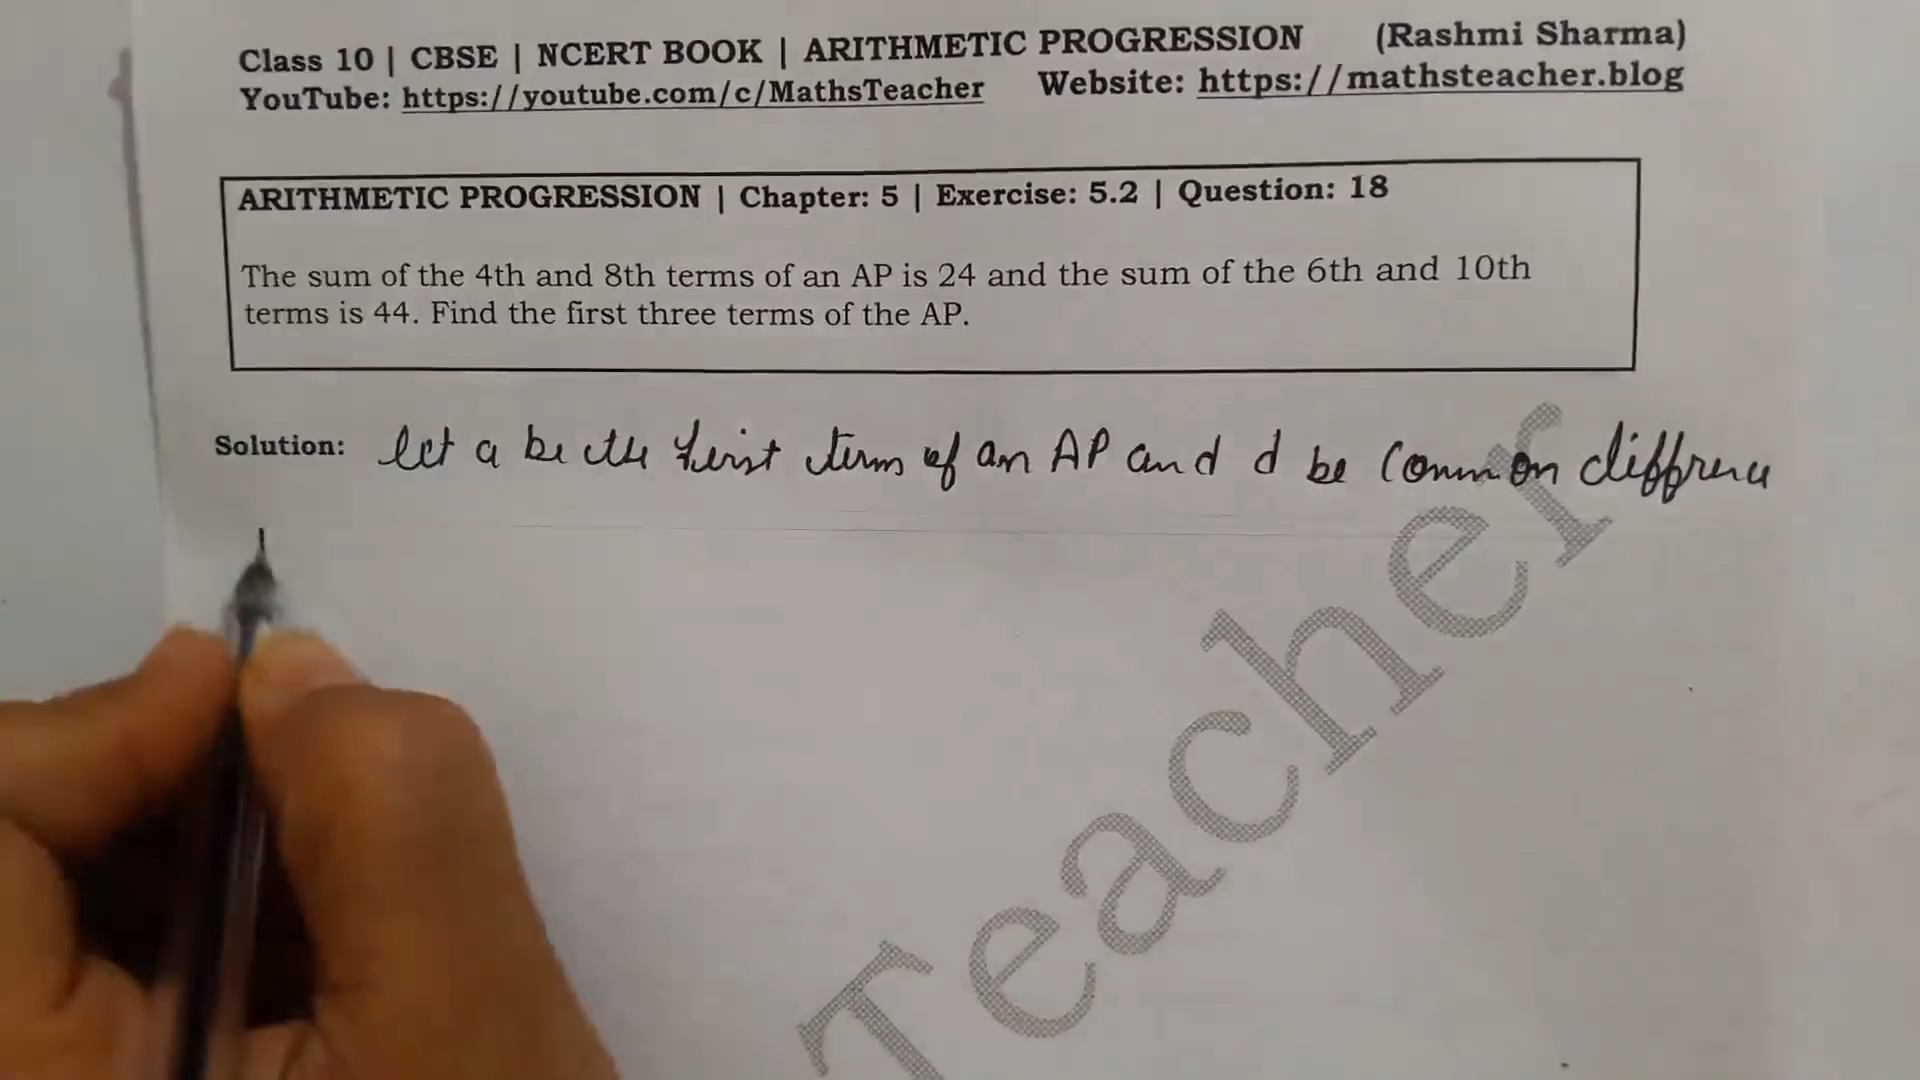 Class 10 | CBSE | NCERT BOOK | ARITHMETIC PROGRESSION (Rashmi Sharma)
YouTube: https://youtube.com/c/MathsTeacher Website: https://mathsteacher.blog
ARITHMETIC PROGRESSION | Chapter: 5 | Exercise: 5.2 | Question: 18
The sum of the 4th and 8th terms of an AP is 24 and the sum of the 6th and 10th
terms is 44. Find the first three terms of the AP.
Solution: let a be the first term of an AP and d be common diffrence
Teacher